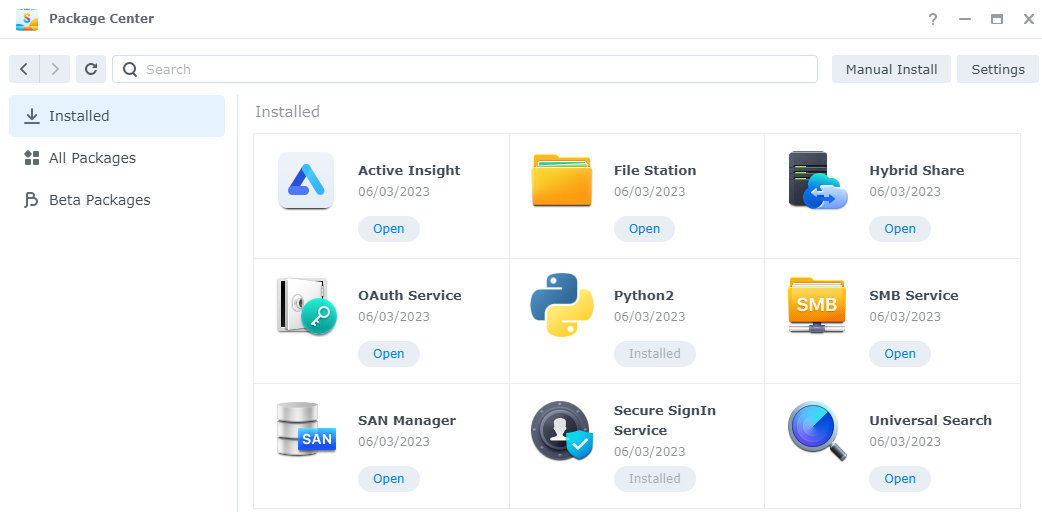 Package Center
Search
Manual Install
Settings
Installed
All Packages
Beta Packages
Installed
Active Insight
06/03/2023
Open
File Station
06/03/2023
Open
Hybrid Share
06/03/2023
Open
OAuth Service
06/03/2023
Open
Python2
06/03/2023
Installed
SMB
SMB Service
06/03/2023
Open
SAN
SAN Manager
06/03/2023
Open
Secure SignIn
Service
06/03/2023
Installed
Universal Search
06/03/2023
Open